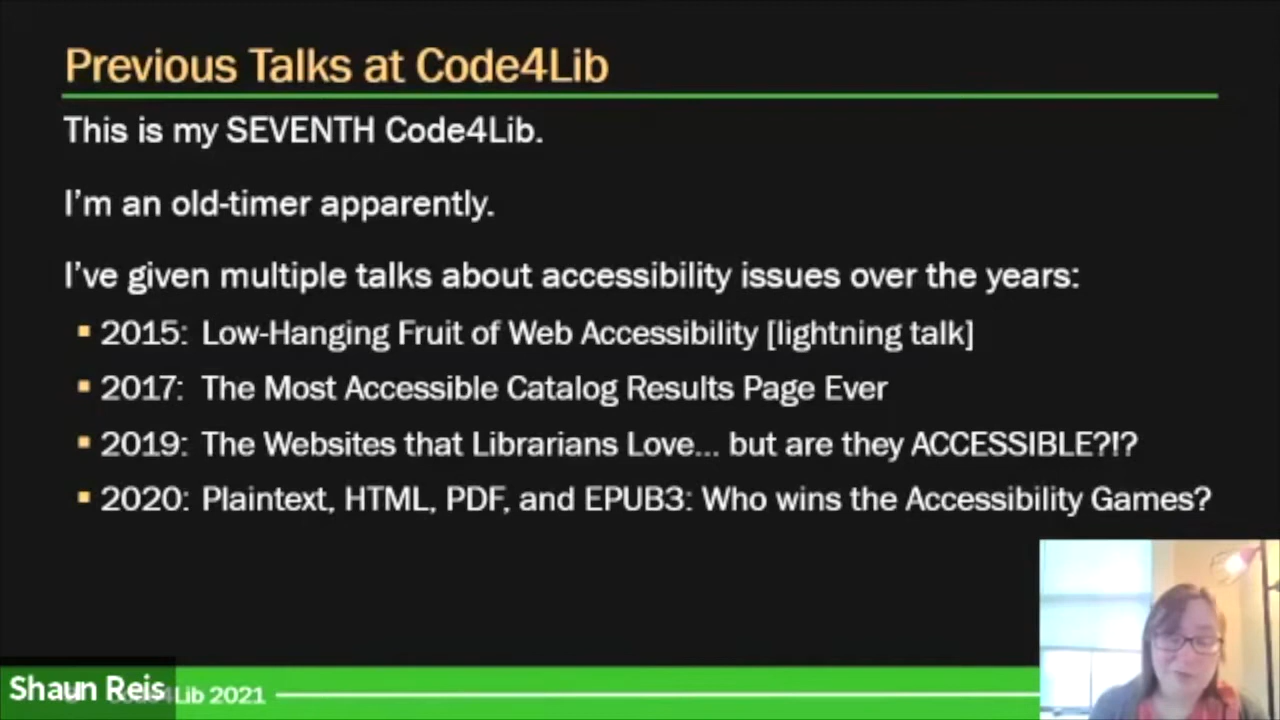 Previous Talks at Code4Lib
This is my SEVENTH Code4Lib.
I'm an old-timer apparently.
I've given multiple talks about accessibility issues over the years:
▪ 2015: Low-Hanging Fruit of Web Accessibility [lightning talk]
▪ 2017: The Most Accessible Catalog Results Page Ever
▪ 2019: The Websites that Librarians Love... but are they ACCESSIBLE?!?
▪ 2020: Plaintext, HTML, PDF, and EPUB3: Who wins the Accessibility Games?
Shaun Reis
Code4Lib 2021